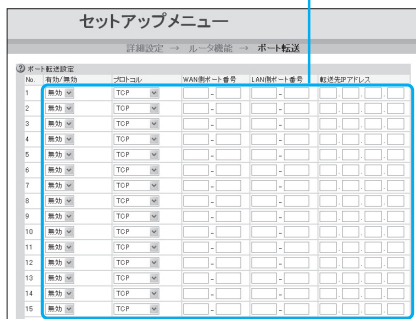 セットアップメニュー
詳細設定 → ルータ機能 → ポート転送
? ポート転送設定
No. 有効/無効 プロトコル WAN側ポート番号 LAN側ポート番号 転送先IPアドレス
1 無効 TCP - - . . .
2 無効 TCP - - . . .
3 無効 TCP - - . . .
4 無効 TCP - - . . .
5 無効 TCP - - . . .
6 無効 TCP - - . . .
7 無効 TCP - - . . .
8 無効 TCP - - . . .
9 無効 TCP - - . . .
10 無効 TCP - - . . .
11 無効 TCP - - . . .
12 無効 TCP - - . . .
13 無効 TCP - - . . .
14 無効 TCP - - . . .
15 無効 TCP - - . . .